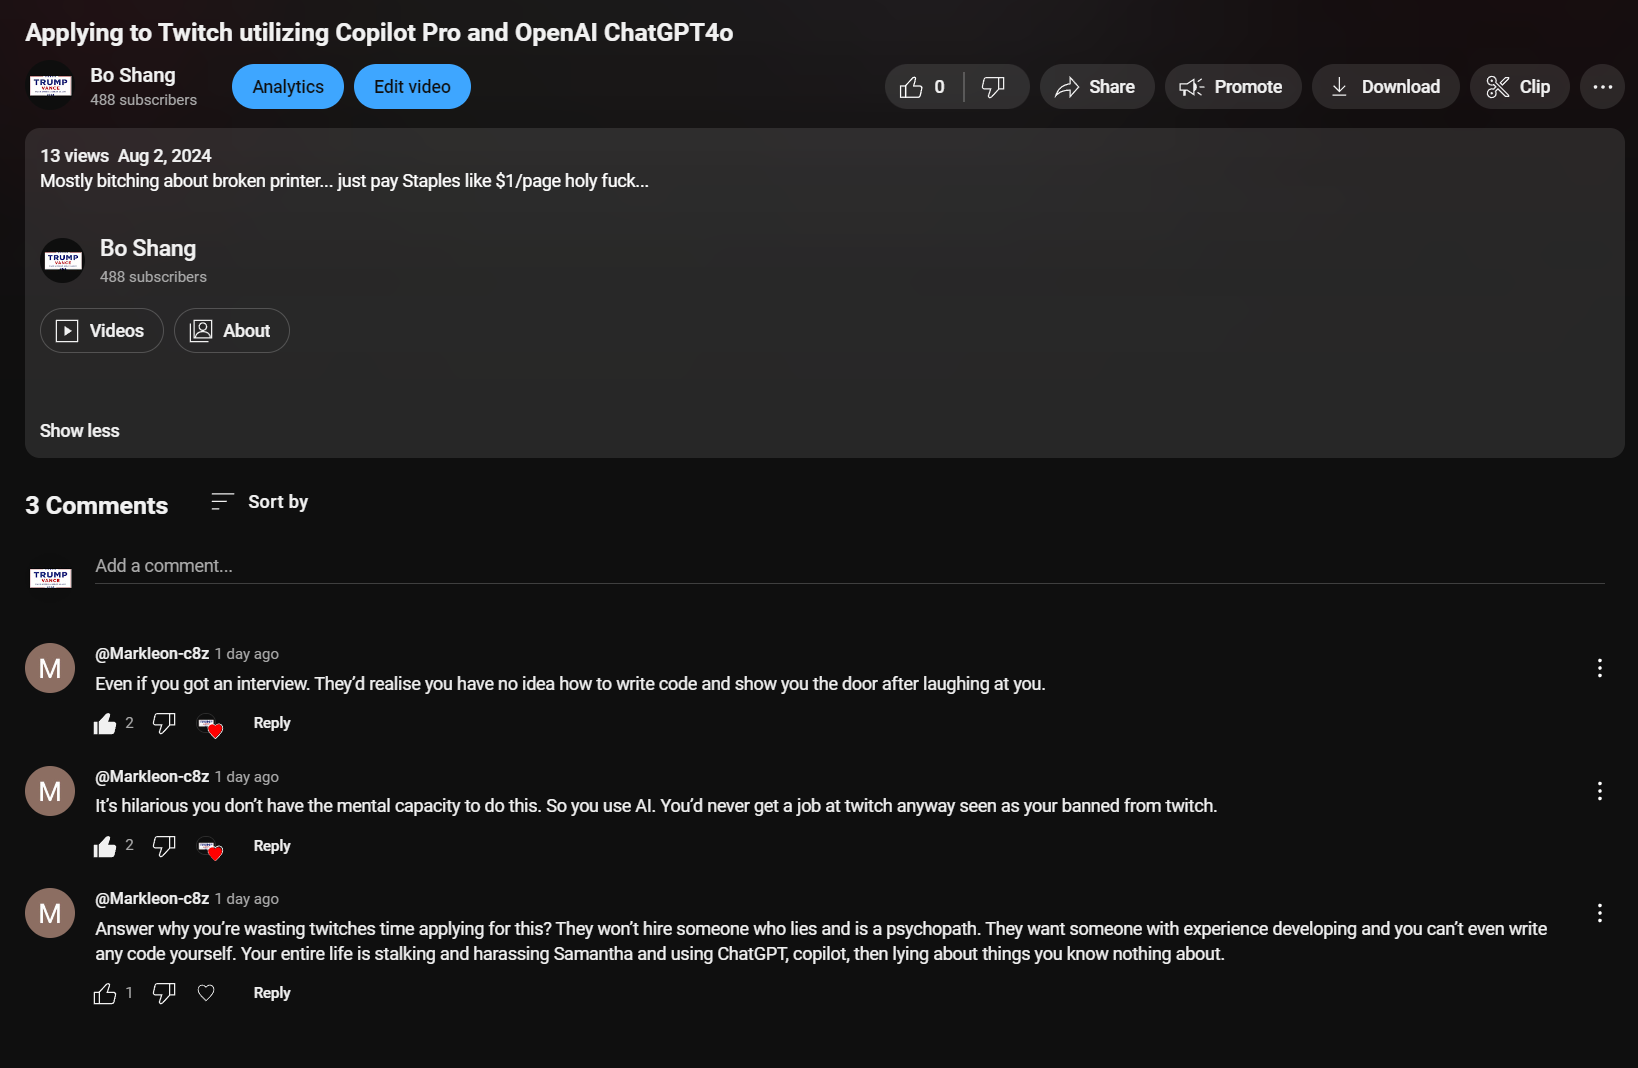 Applying to Twitch utilizing Copilot Pro and OpenAI ChatGPT4o
TRUMP
VANCE
Bo Shang
488 subscribers
Analytics
Edit video
0
Share
Promote
Download
Clip
13 views Aug 2, 2024
Mostly bitching about broken printer... just pay Staples like $1/page holy fuck...
TRUMP
VANCE
Bo Shang
488 subscribers
Videos
About
Show less
3 Comments
Sort by
TRUMP
VANCE
Add a comment...
M
@Markleon-c8z 1 day ago
Even if you got an interview. They’d realise you have no idea how to write code and show you the door after laughing at you.
2
Reply
M
@Markleon-c8z 1 day ago
It’s hilarious you don’t have the mental capacity to do this. So you use AI. You’d never get a job at twitch anyway seen as your banned from twitch.
2
Reply
M
@Markleon-c8z 1 day ago
Answer why you’re wasting twitches time applying for this? They won’t hire someone who lies and is a psychopath. They want someone with experience developing and you can’t even write
any code yourself. Your entire life is stalking and harassing Samantha and using ChatGPT, copilot, then lying about things you know nothing about.
1
Reply